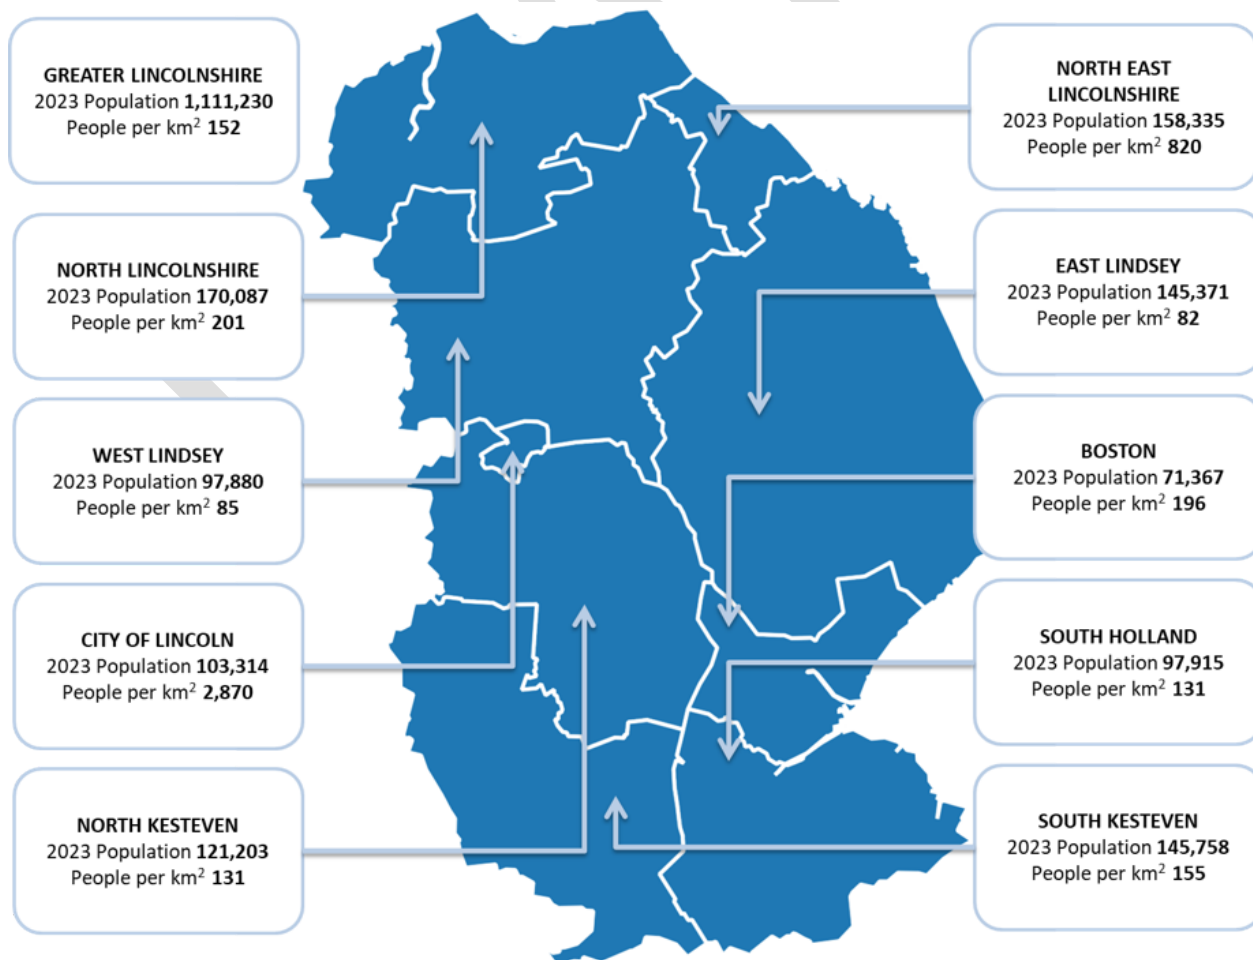 GREATER LINCOLNSHIRE
2023 Population 1,111,230
People per km² 152
NORTH LINCOLNSHIRE
2023 Population 170,087
People per km² 201
WEST LINDSEY
2023 Population 97,880
People per km² 85
CITY OF LINCOLN
2023 Population 103,314
People per km² 2,870
NORTH KESTEVEN
2023 Population 121,203
People per km² 131
NORTH EAST
LINCOLNSHIRE
2023 Population 158,335
People per km² 820
EAST LINDSEY
2023 Population 145,371
People per km² 82
BOSTON
2023 Population 71,367
People per km² 196
SOUTH HOLLAND
2023 Population 97,915
People per km² 131
SOUTH KESTEVEN
2023 Population 145,758
People per km² 155